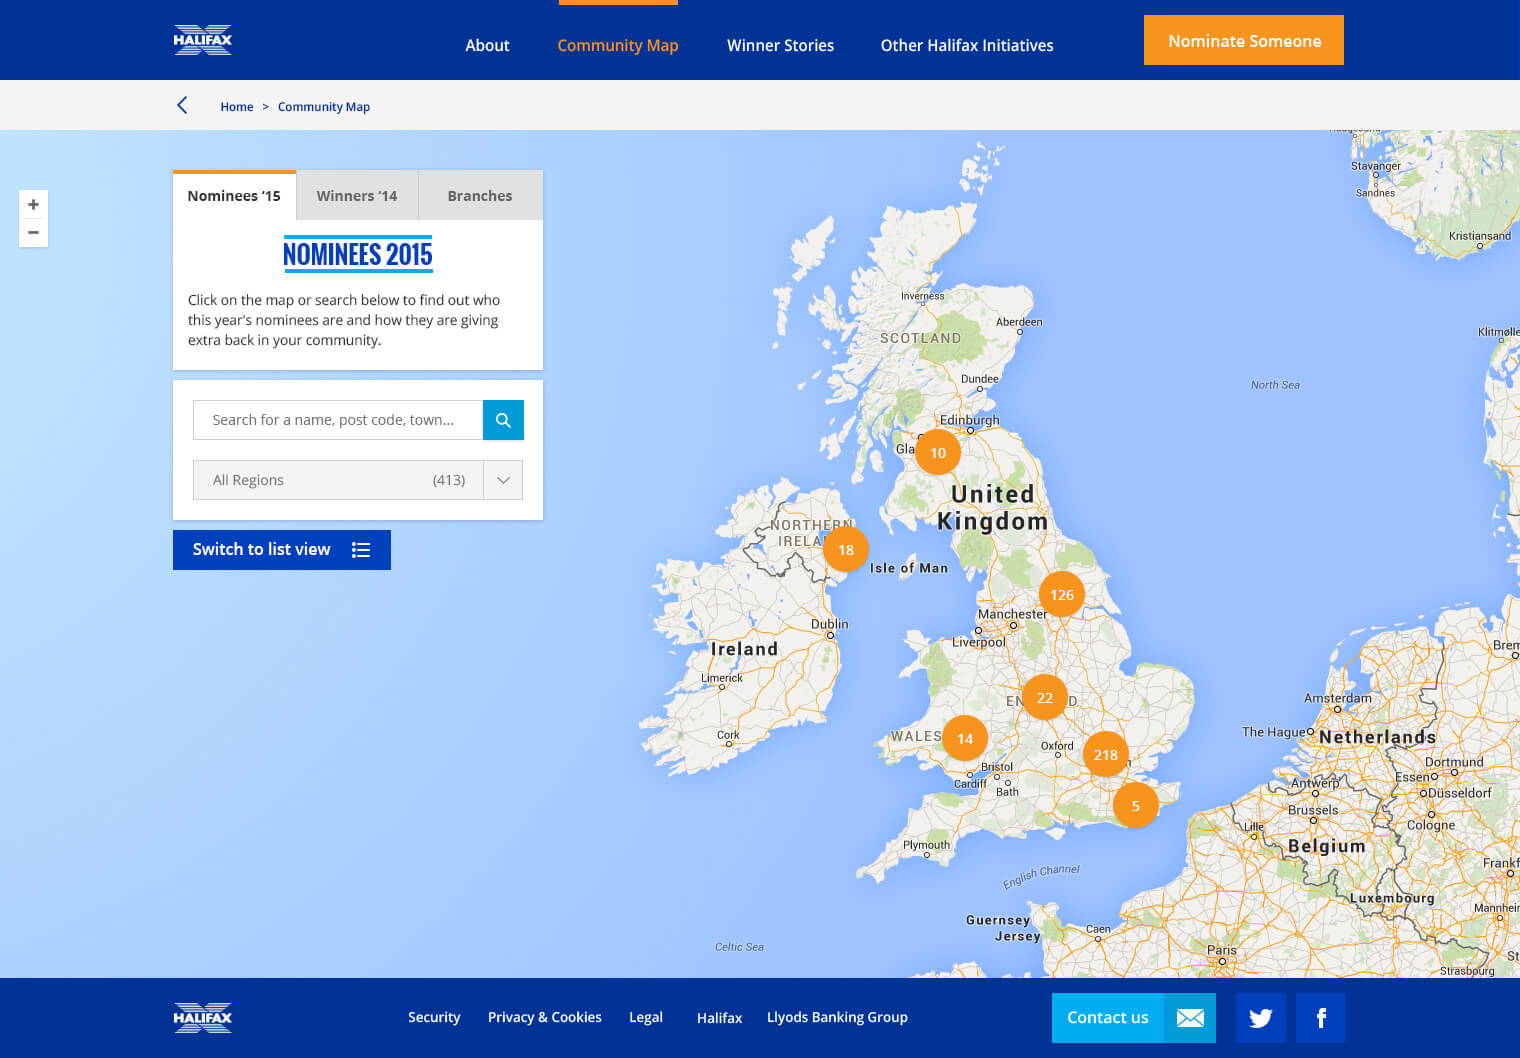 HALIFAX
About
Community Map
Winner Stories
Other Halifax Initiatives
Nominate Someone
Home > Community Map
Nominees ‘15
Winners ‘14
Branches
NOMINEES 2015
Click on the map or search below to find out who
this year's nominees are and how they are giving
extra back in your community.
Search for a name, post code, town...
All Regions (413)
Switch to list view
+
−
Stavanger
Sandnes
Kristiansand
Inverness
Aberdeen
SCOTLAND
Klitmølle
Dundee
North Sea
Edinburgh
Gla
10
United
Kingdom
NORTHERN
IRELA
18
Isle of Man
126
Manchester
Dublin
Liverpool
Ireland
Brem
Limerick
22
EN
D
Amsterdam
Cork
WALES
14
The Hague
Netherlands
Oxford
218
n
Bristol
Cardiff
Bath
Dortmund
Essen
Antwerp
Düsseldorf
5
Brussels
Lille
Cologne
Plymouth
Belgium
Frankf
English Channel
Luxembourg
Guernsey
Jersey
Mannhei
Caen
Celtic Sea
Paris
St
Strasbourg
HALIFAX
Security
Privacy & Cookies
Legal
Halifax
Llyods Banking Group
Contact us
f